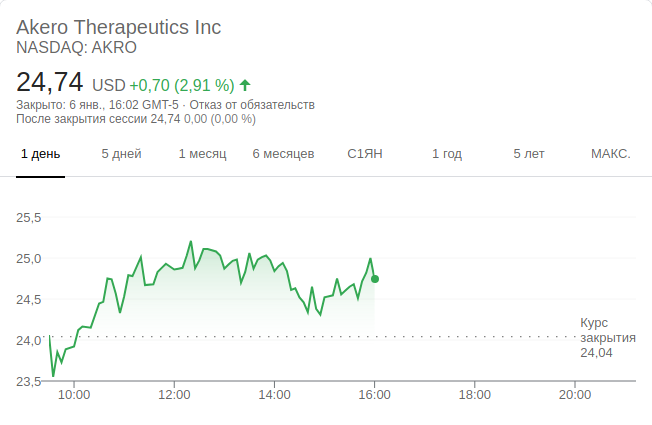 Akero Therapeutics Inc
NASDAQ: AKRO
24,74 USD +0,70 (2,91 %)
Закрыто: 6 янв., 16:02 GMT-5 · Отказ от обязательств
После закрытия сессии 24,74 0,00 (0,00 %)
1 день 5 дней 1 месяц 6 месяцев С1ЯН 1 год 5 лет МАКС.
25,5
25,0
24,5
24,0
23,5
Курс
закрытия
24,04
10:00 12:00 14:00 16:00 18:00 20:00